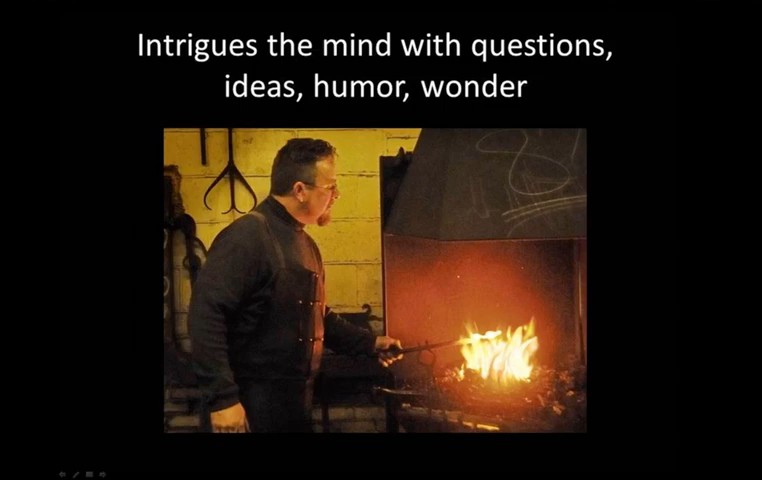 Intrigues the mind with questions,
ideas, humor, wonder